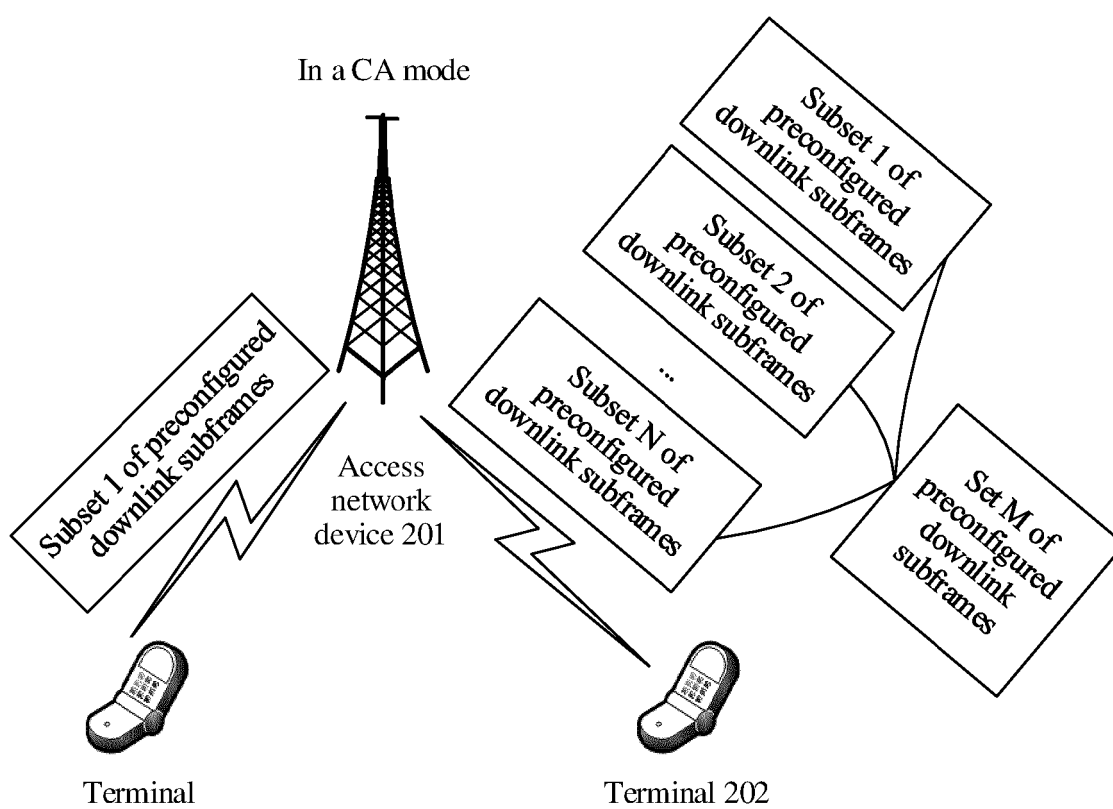 In a CA mode
Subset 1 of
preconfigured
downlink subframes
Subset 2 of
preconfigured
downlink subframes
...
Subset N of
preconfigured
downlink subframes
Set M of
preconfigured
downlink
subframes
Subset 1 of preconfigured
downlink subframes
Access
network
device 201
Terminal
Terminal 202